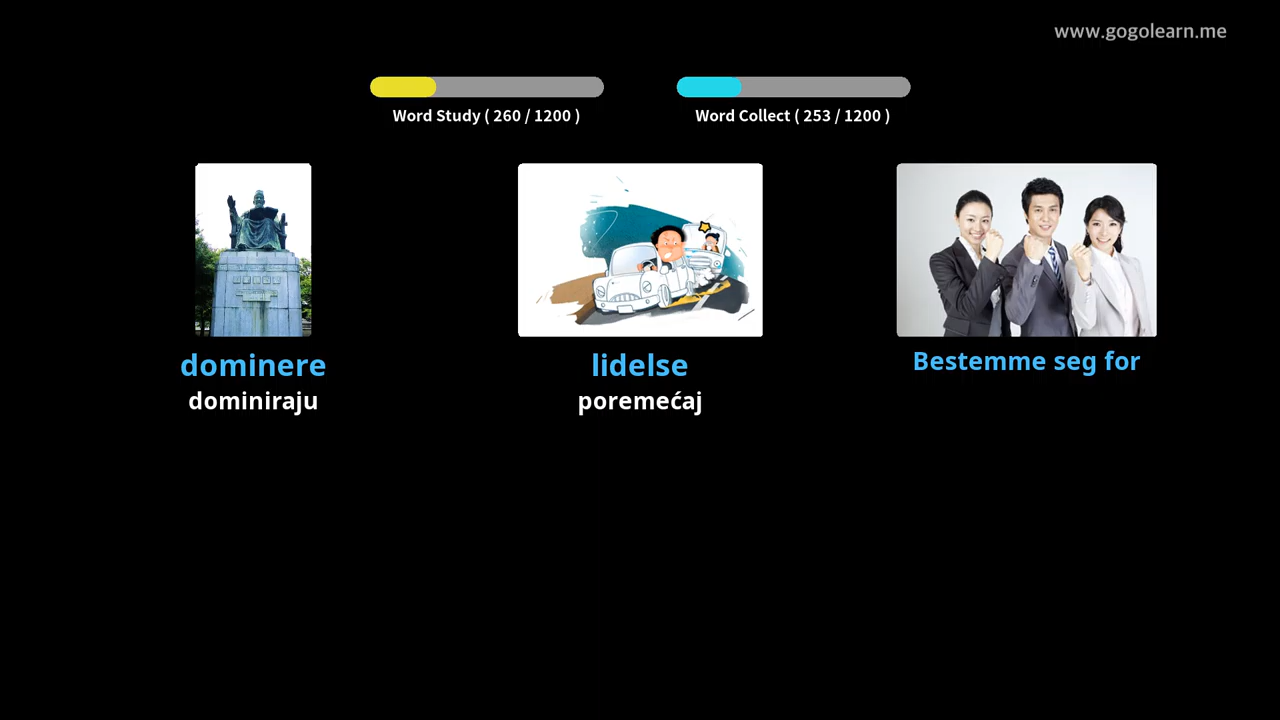 www.gogolearn.me
Word Study ( 260 / 1200 )
Word Collect ( 253 / 1200 )
dominere
lidelse
Bestemme seg for
dominiraju
poremećaj